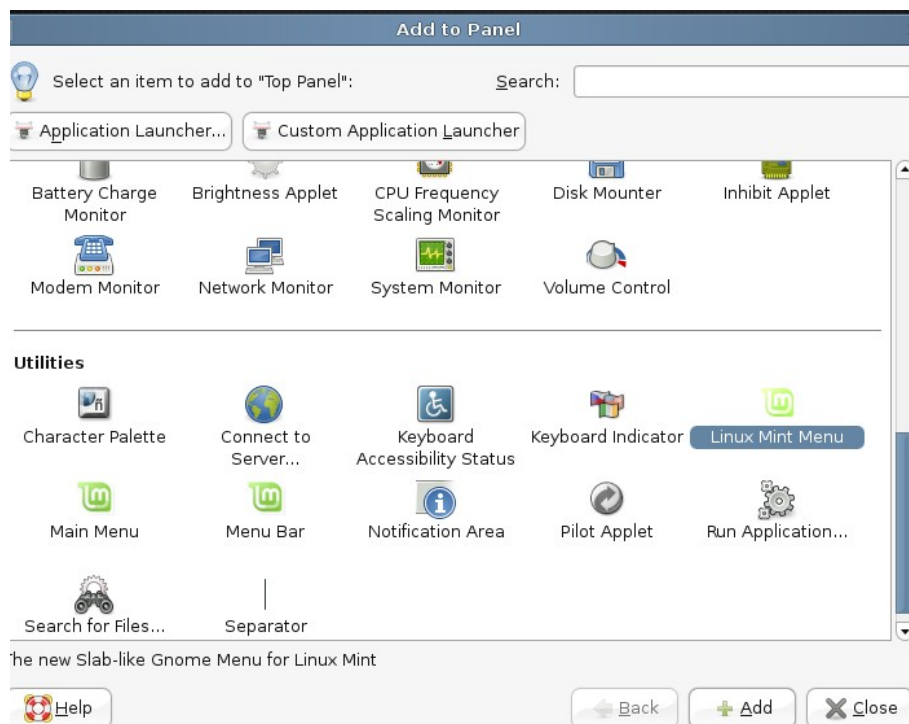 Add to Panel
Select an item to add to "Top Panel":
Search:
Application Launcher...
Custom Application Launcher
Battery Charge Monitor
Brightness Applet
CPU Frequency Scaling Monitor
Disk Mounter
Inhibit Applet
Modem Monitor
Network Monitor
System Monitor
Volume Control
Utilities
Character Palette
Connect to Server...
Keyboard Accessibility Status
Keyboard Indicator
Linux Mint Menu
Main Menu
Menu Bar
Notification Area
Pilot Applet
Run Application...
Search for Files...
Separator
The new Slab-like Gnome Menu for Linux Mint
Help
Back
Add
Close